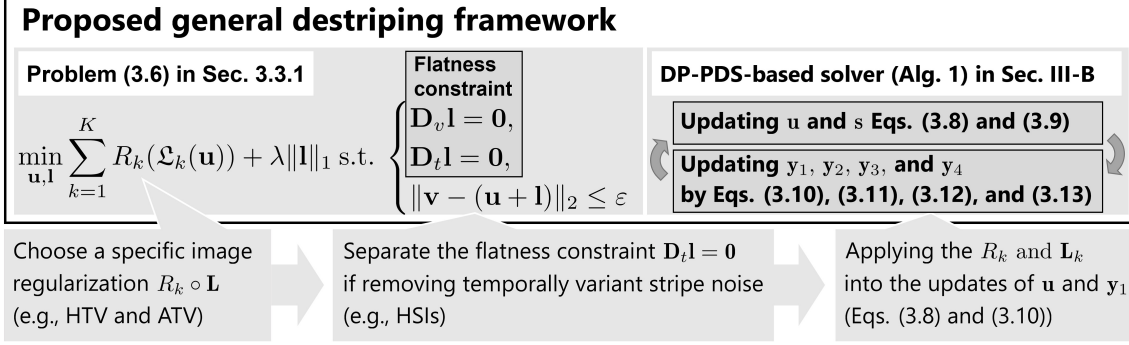 Proposed general destriping framework
Problem (3.6) in Sec. 3.3.1
Flatness
constraint
min_{u,l} \sum_{k=1}^{K} R_k(𝔏_k(u)) + λ‖l‖_1 s.t.
D_v l = 0,
D_t l = 0,
‖v − (u + l)‖_2 ≤ ε
DP-PDS-based solver (Alg. 1) in Sec. III-B
Updating u and s Eqs. (3.8) and (3.9)
Updating y_1, y_2, y_3, and y_4
by Eqs. (3.10), (3.11), (3.12), and (3.13)
Choose a specific image
regularization R_k ∘ L
(e.g., HTV and ATV)
Separate the flatness constraint D_t l = 0
if removing temporally variant stripe noise
(e.g., HSIs)
Applying the R_k and L_k
into the updates of u and y_1
(Eqs. (3.8) and (3.10))